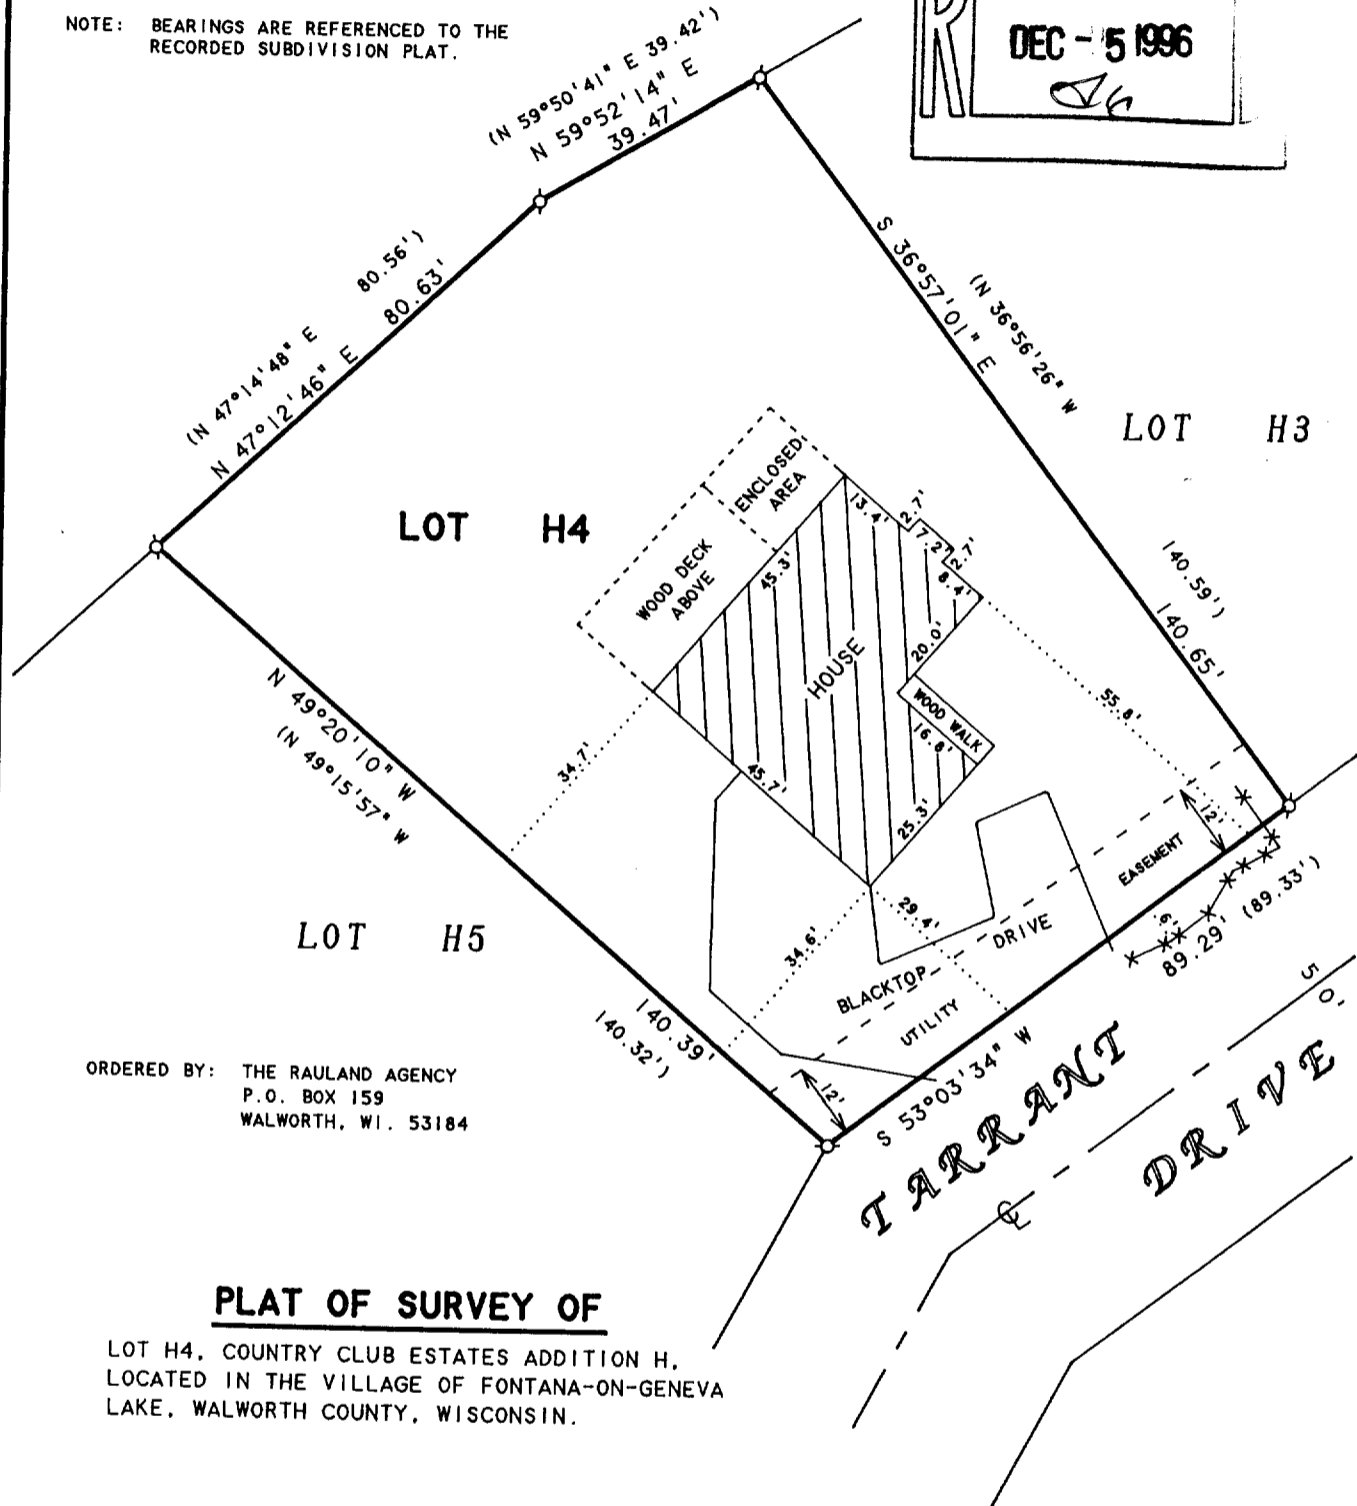 NOTE: BEARINGS ARE REFERENCED TO THE
RECORDED SUBDIVISION PLAT.
R
DEC - 5 1996
(N 59°50'41" E 39.42')
N 59°52'14" E
39.47'
(N 47°14'48" E 80.56')
N 47°12'46" E 80.63'
S 36°57'01" E
(N 36°56'26" W
140.59')
140.65'
LOT H3
LOT H4
ENCLOSED
AREA
WOOD DECK
ABOVE
13.4'
2.7'
7.2'
2.7'
8.4'
45.3'
20.0'
HOUSE
WOOD WALK
16.8'
45.7'
25.3'
55.8'
34.7'
N 49°20'10" W
(N 49°15'57" W
140.39'
140.32')
34.6'
29.4'
12'
EASEMENT
DRIVE
BLACKTOP
UTILITY
12'
S 53°03'34" W
89.29' (89.33')
.6'
50'
LOT H5
TARRANT
DRIVE
CL
ORDERED BY: THE RAULAND AGENCY
P.O. BOX 159
WALWORTH, WI. 53184
PLAT OF SURVEY OF
LOT H4, COUNTRY CLUB ESTATES ADDITION H,
LOCATED IN THE VILLAGE OF FONTANA-ON-GENEVA
LAKE, WALWORTH COUNTY, WISCONSIN.